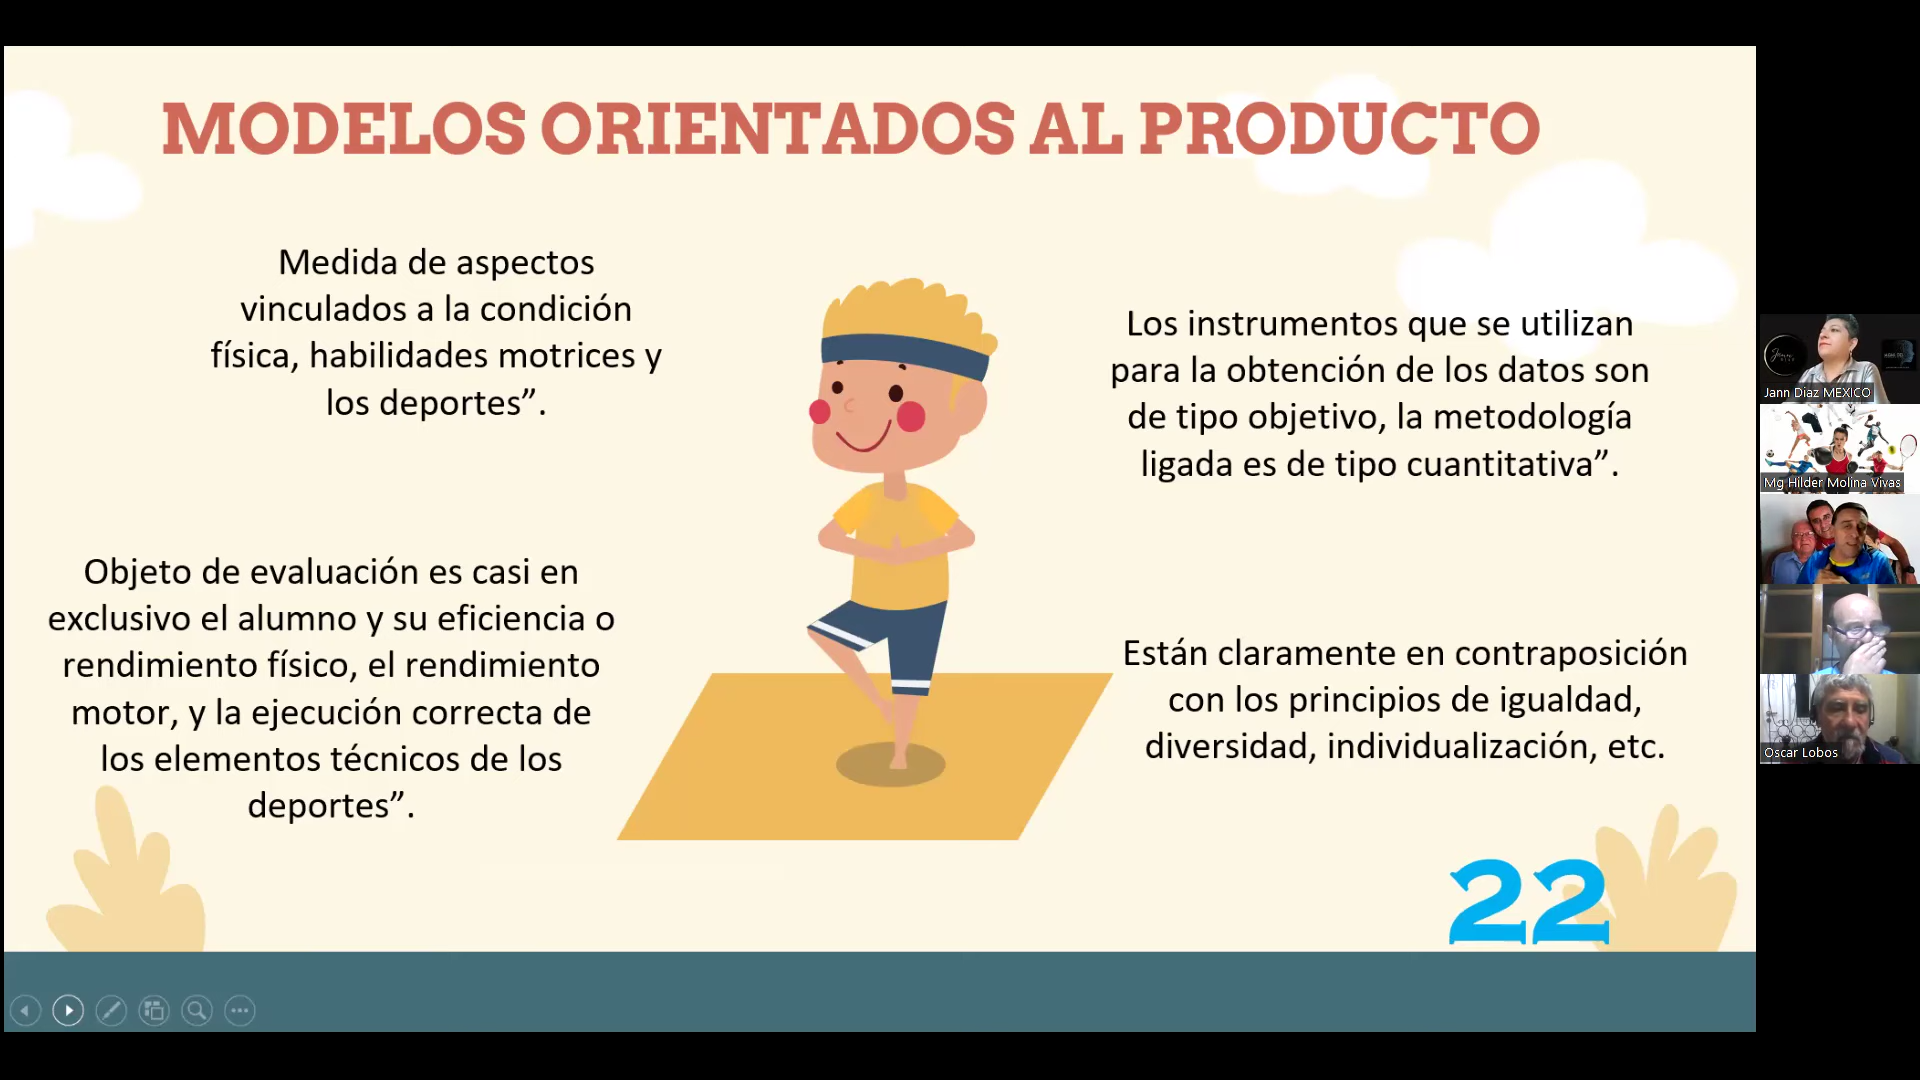 MODELOS ORIENTADOS AL PRODUCTO
Medida de aspectos
vinculados a la condición
física, habilidades motrices y
los deportes”.
Objeto de evaluación es casi en
exclusivo el alumno y su eficiencia o
rendimiento físico, el rendimiento
motor, y la ejecución correcta de
los elementos técnicos de los
deportes”.
Los instrumentos que se utilizan
para la obtención de los datos son
de tipo objetivo, la metodología
ligada es de tipo cuantitativa”.
Están claramente en contraposición
con los principios de igualdad,
diversidad, individualización, etc.
22
Jann Diaz MEXICO
Mg Hilder Molina Vivas
Oscar Lobos